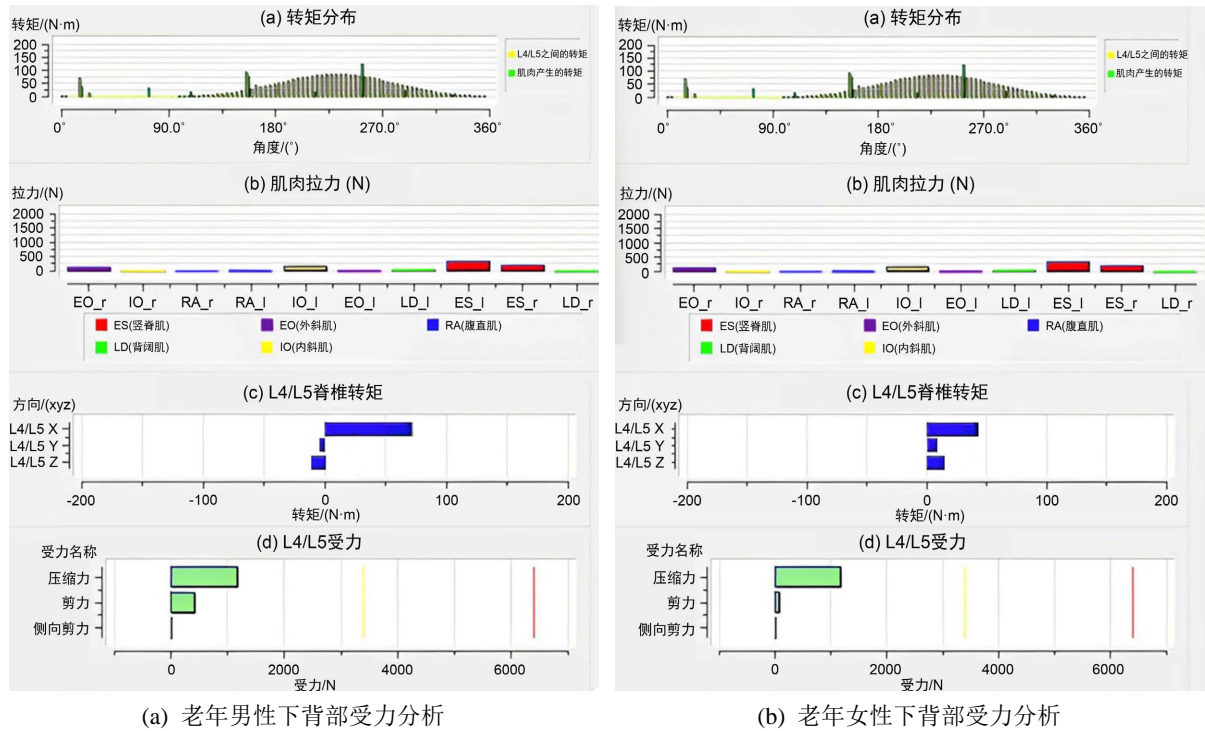 (a) 转矩分布
转矩/(N·m)
200
150
100
50
0
L4/L5之间的转矩
肌肉产生的转矩
0° 90.0° 180° 270.0° 360°
角度/(°)
(b) 肌肉拉力 (N)
拉力/(N)
2000
1500
1000
500
0
EO_r IO_r RA_r RA_l IO_l EO_l LD_l ES_l ES_r LD_r
ES(竖脊肌) EO(外斜肌) RA(腹直肌)
LD(背阔肌) IO(内斜肌)
(c) L4/L5脊椎转矩
方向/(xyz)
L4/L5 X
L4/L5 Y
L4/L5 Z
-200 -100 0 100 200
转矩/(N·m)
(d) L4/L5受力
受力名称
压缩力
剪力
侧向剪力
0 2000 4000 6000
受力/N
(a) 老年男性下背部受力分析
(a) 转矩分布
转矩/(N·m)
200
150
100
50
0
L4/L5之间的转矩
肌肉产生的转矩
0° 90.0° 180° 270.0° 360°
角度/(°)
(b) 肌肉拉力 (N)
拉力/(N)
2000
1500
1000
500
0
EO_r IO_r RA_r RA_l IO_l EO_l LD_l ES_l ES_r LD_r
ES(竖脊肌) EO(外斜肌) RA(腹直肌)
LD(背阔肌) IO(内斜肌)
(c) L4/L5脊椎转矩
方向/(xyz)
L4/L5 X
L4/L5 Y
L4/L5 Z
-200 -100 0 100 200
转矩/(N·m)
(d) L4/L5受力
受力名称
压缩力
剪力
侧向剪力
0 2000 4000 6000
受力/N
(b) 老年女性下背部受力分析